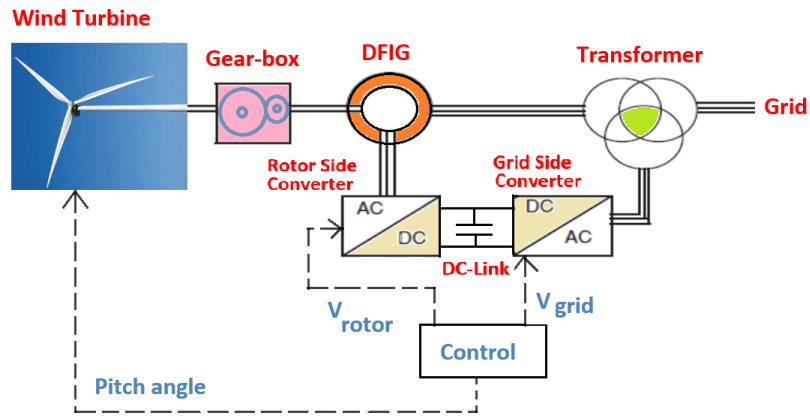 Wind Turbine
Gear-box
DFIG
Transformer
Grid
Rotor Side
Converter
Grid Side
Converter
AC
DC
DC
AC
DC-Link
V rotor
V grid
Control
Pitch angle